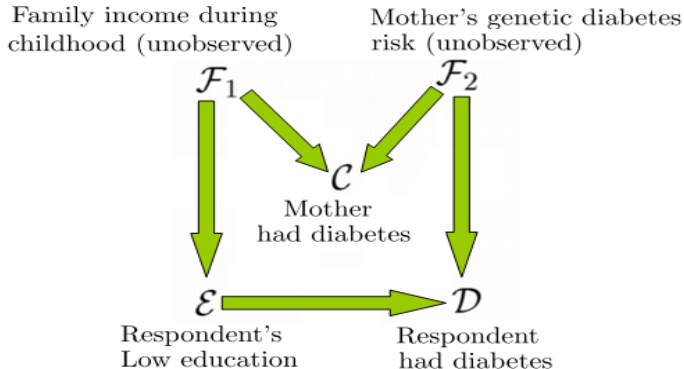 Family income during
childhood (unobserved)
Mother's genetic diabetes
risk (unobserved)
ℱ₁
ℱ₂
𝒞
Mother
had diabetes
ℰ
𝒟
Respondent's
Low education
Respondent
had diabetes